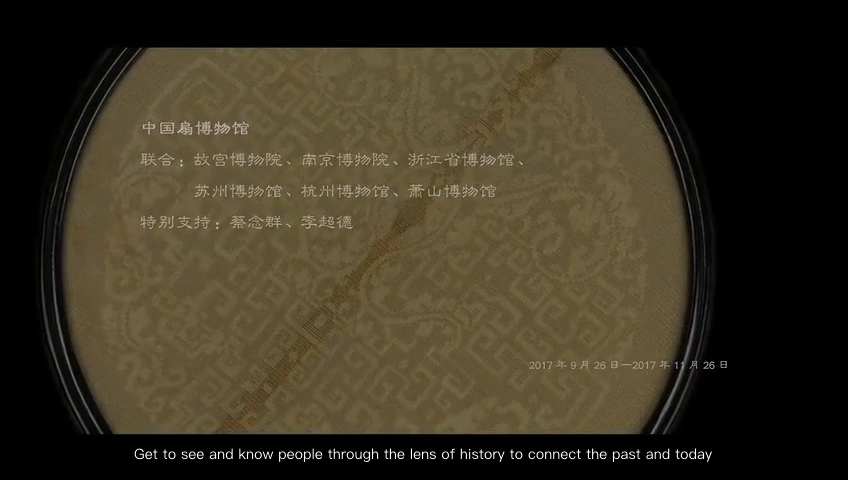 中国扇博物馆
联合：故宫博物院、南京博物院、浙江省博物馆、
苏州博物馆、杭州博物馆、萧山博物馆
特别支持：蔡念群、李超德
2017 年 9 月 26 日—2017 年 11 月 26 日
Get to see and know people through the lens of history to connect the past and today